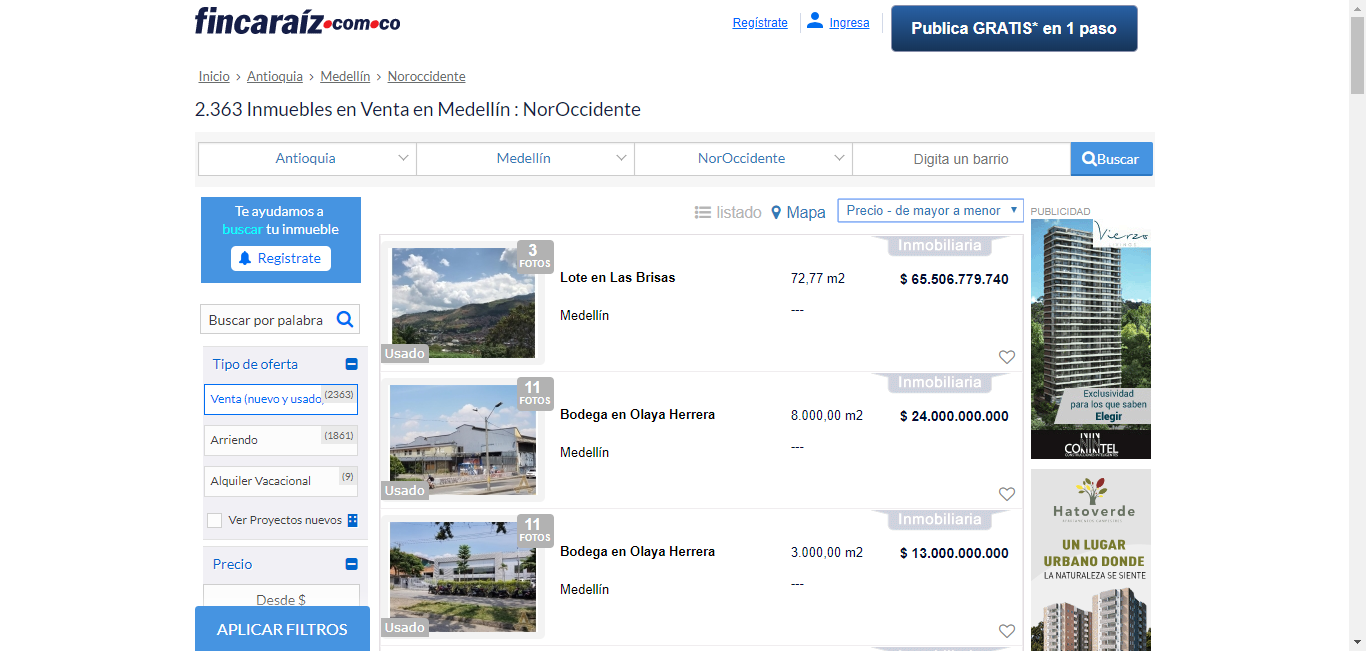 fincaraíz.com.co
Regístrate
Ingresa
Publica GRATIS* en 1 paso
Inicio › Antioquia › Medellín › Noroccidente
2.363 Inmuebles en Venta en Medellín : NorOccidente
Antioquia
Medellín
NorOccidente
Digita un barrio
Buscar
Te ayudamos a
buscar tu inmueble
Registrate
Buscar por palabra
Tipo de oferta
Venta (nuevo y usado) (2363)
Arriendo (1861)
Alquiler Vacacional (9)
Ver Proyectos nuevos
Precio
Desde $
APLICAR FILTROS
listado
Mapa
Precio - de mayor a menor
3
FOTOS
Usado
Lote en Las Brisas
Medellín
72,77 m2
---
Inmobiliaria
$ 65.506.779.740
11
FOTOS
Usado
Bodega en Olaya Herrera
Medellín
8.000,00 m2
---
Inmobiliaria
$ 24.000.000.000
11
FOTOS
Usado
Bodega en Olaya Herrera
Medellín
3.000,00 m2
---
Inmobiliaria
$ 13.000.000.000
PUBLICIDAD
Vierzo
Exclusividad
para los que saben
Elegir
CONINTEL
CONSTRUCCIONES INTELIGENTES
Hatoverde
UN LUGAR
URBANO DONDE
LA NATURALEZA SE SIENTE